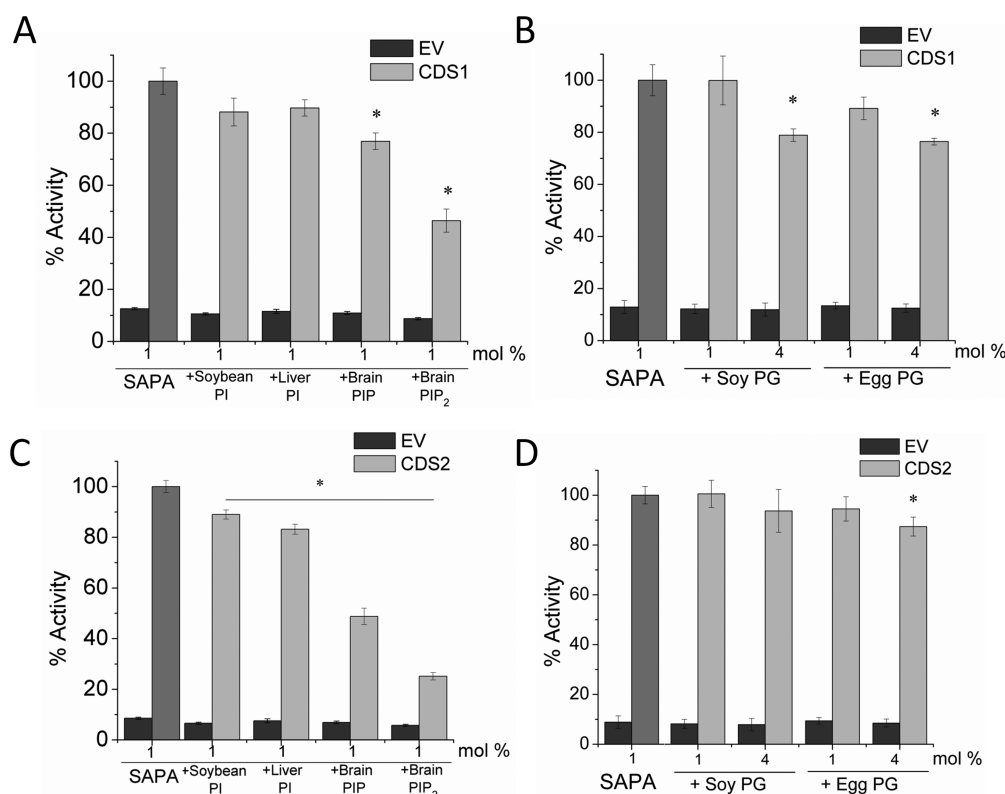 A
EV
CDS1
% Activity
100
80
60
40
20
0
*
*
1 1 1 1 1 mol %
SAPA +Soybean PI +Liver PI +Brain PIP +Brain PIP₂
B
EV
CDS1
% Activity
100
80
60
40
20
0
*
*
1 1 4 1 4 mol %
SAPA + Soy PG + Egg PG
C
EV
CDS2
% Activity
100
80
60
40
20
0
*
1 1 1 1 1 mol %
SAPA +Soybean PI +Liver PI +Brain PIP +Brain PIP₂
D
EV
CDS2
% Activity
100
80
60
40
20
0
*
1 1 4 1 4 mol %
SAPA + Soy PG + Egg PG